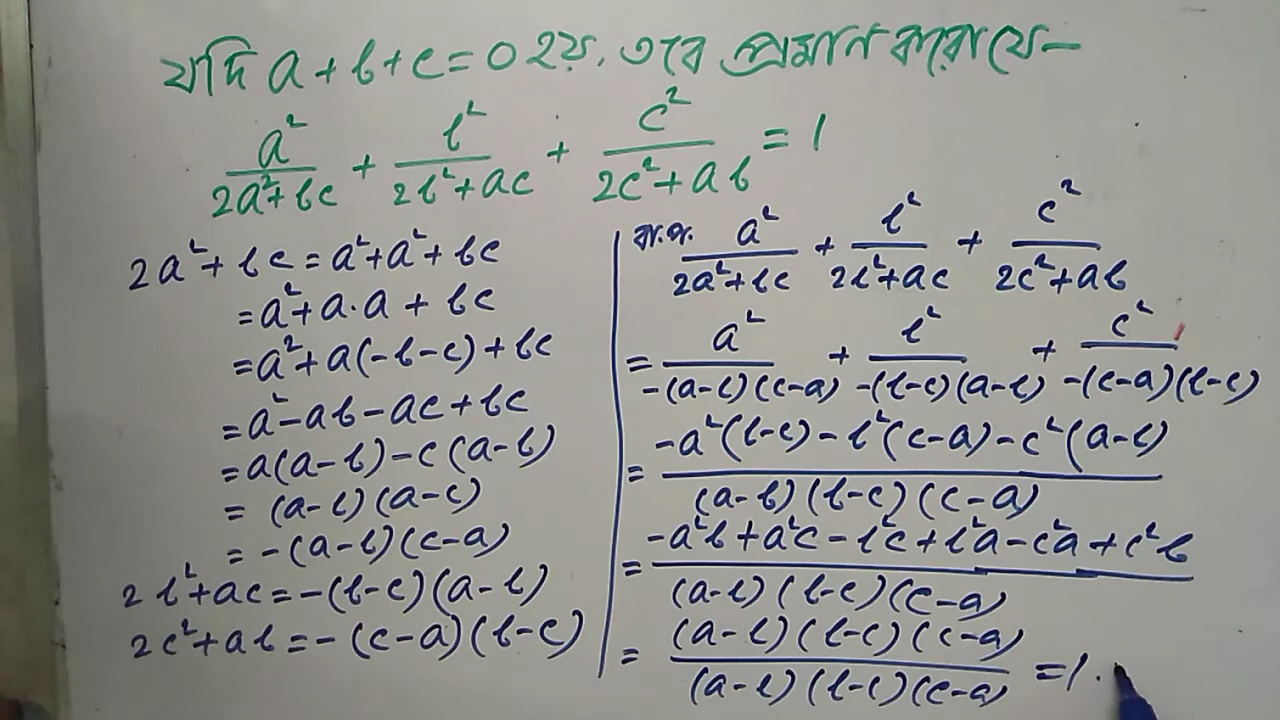 যদি a+b+c=0 হয়, তবে প্রমান করো যে-
a²/(2a²+bc) + b²/(2b²+ac) + c²/(2c²+ab) = 1
2a²+bc = a²+a²+bc
= a²+a·a+bc
= a²+a(-b-c)+bc
= a²-ab-ac+bc
= a(a-b)-c(a-b)
= (a-b)(a-c)
= -(a-b)(c-a)
2b²+ac = -(b-c)(a-b)
2c²+ab = -(c-a)(b-c)
বা.প. a²/(2a²+bc) + b²/(2b²+ac) + c²/(2c²+ab)
= a²/(-(a-b)(c-a)) + b²/(-(b-c)(a-b)) + c²/(-(c-a)(b-c))
= (-a²(b-c)-b²(c-a)-c²(a-b))/((a-b)(b-c)(c-a))
= (-a²b+a²c-b²c+b²a-c²a+c²b)/((a-b)(b-c)(c-a))
= ((a-b)(b-c)(c-a))/((a-b)(b-c)(c-a)) = 1.